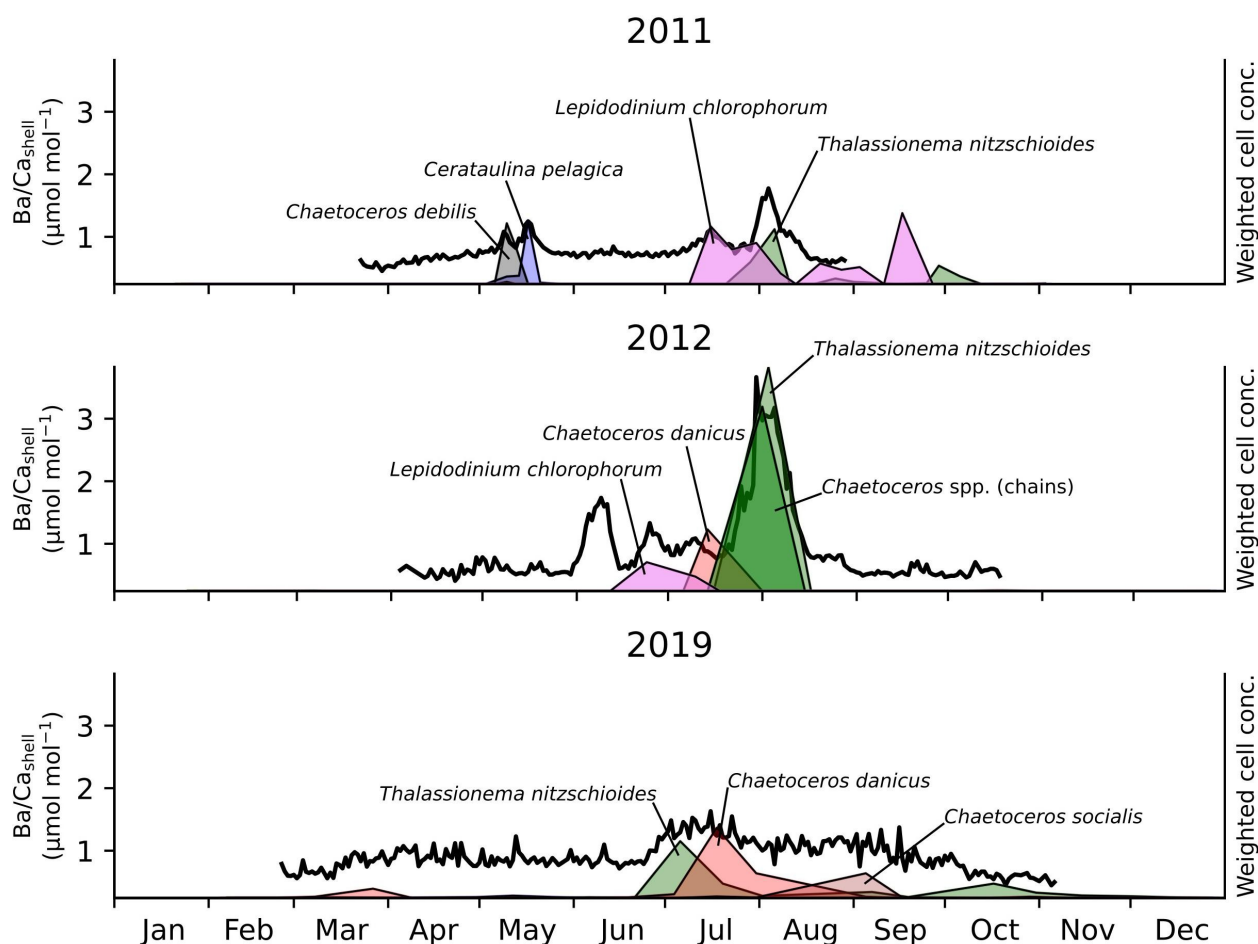 2011
Ba/Ca_shell
(µmol mol⁻¹)
3
2
1
Lepidodinium chlorophorum
Thalassionema nitzschioides
Cerataulina pelagica
Chaetoceros debilis
Weighted cell conc.
2012
Ba/Ca_shell
(µmol mol⁻¹)
3
2
1
Thalassionema nitzschioides
Chaetoceros danicus
Lepidodinium chlorophorum
Chaetoceros spp. (chains)
Weighted cell conc.
2019
Ba/Ca_shell
(µmol mol⁻¹)
3
2
1
Thalassionema nitzschioides
Chaetoceros danicus
Chaetoceros socialis
Weighted cell conc.
Jan Feb Mar Apr May Jun Jul Aug Sep Oct Nov Dec